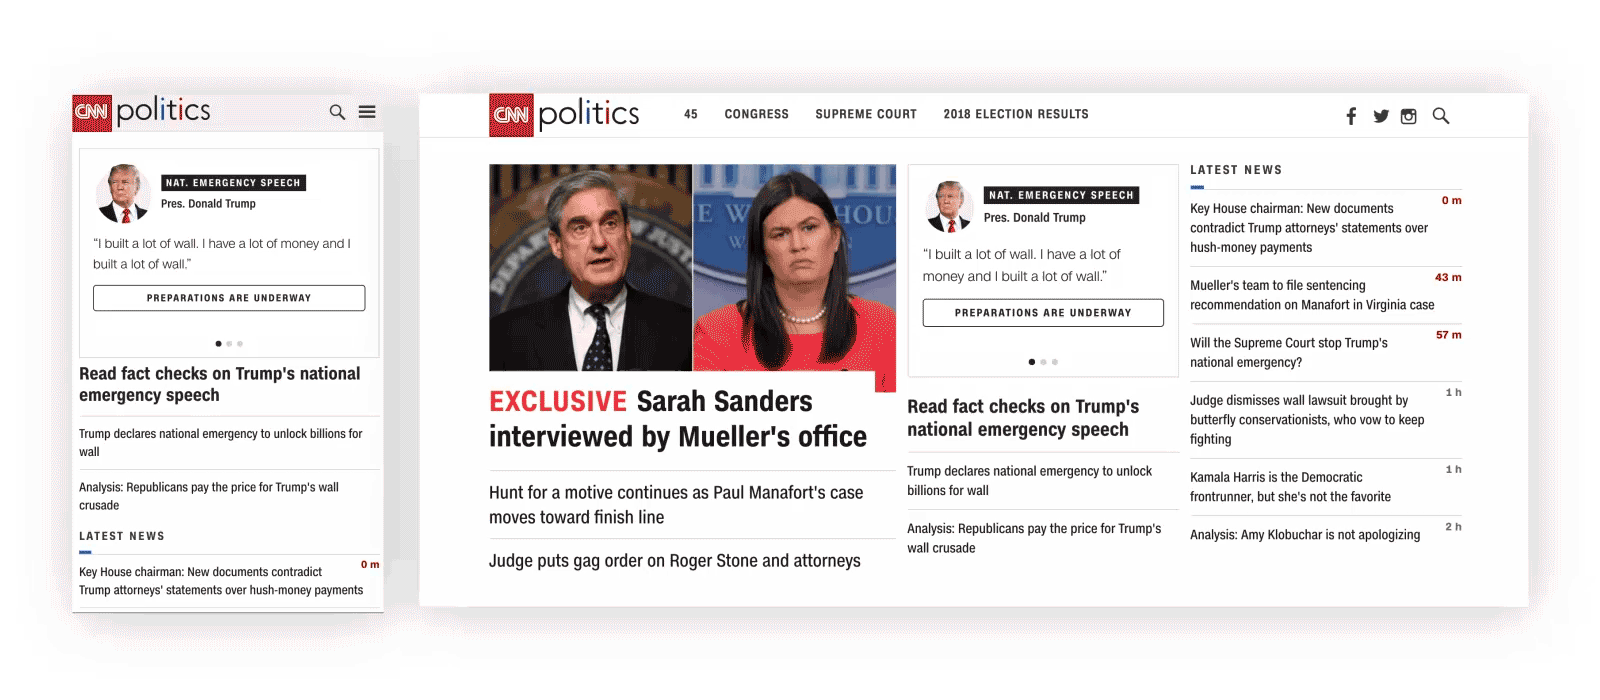 CNN politics
NAT. EMERGENCY SPEECH
Pres. Donald Trump
“I built a lot of wall. I have a lot of money and I
built a lot of wall.”
PREPARATIONS ARE UNDERWAY
Read fact checks on Trump's national
emergency speech
Trump declares national emergency to unlock billions for
wall
Analysis: Republicans pay the price for Trump's wall
crusade
LATEST NEWS
0 m
Key House chairman: New documents contradict
Trump attorneys' statements over hush-money payments
CNN politics 45 CONGRESS SUPREME COURT 2018 ELECTION RESULTS
DEPARTMENT JUSTICE
E W HOU
W
EXCLUSIVE Sarah Sanders
interviewed by Mueller's office
Hunt for a motive continues as Paul Manafort's case
moves toward finish line
Judge puts gag order on Roger Stone and attorneys
NAT. EMERGENCY SPEECH
Pres. Donald Trump
“I built a lot of wall. I have a lot of
money and I built a lot of wall.”
PREPARATIONS ARE UNDERWAY
Read fact checks on Trump's
national emergency speech
Trump declares national emergency to unlock
billions for wall
Analysis: Republicans pay the price for Trump's
wall crusade
LATEST NEWS
0 m
Key House chairman: New documents
contradict Trump attorneys' statements over
hush-money payments
43 m
Mueller's team to file sentencing
recommendation on Manafort in Virginia case
57 m
Will the Supreme Court stop Trump's
national emergency?
1 h
Judge dismisses wall lawsuit brought by
butterfly conservationists, who vow to keep
fighting
1 h
Kamala Harris is the Democratic
frontrunner, but she's not the favorite
2 h
Analysis: Amy Klobuchar is not apologizing